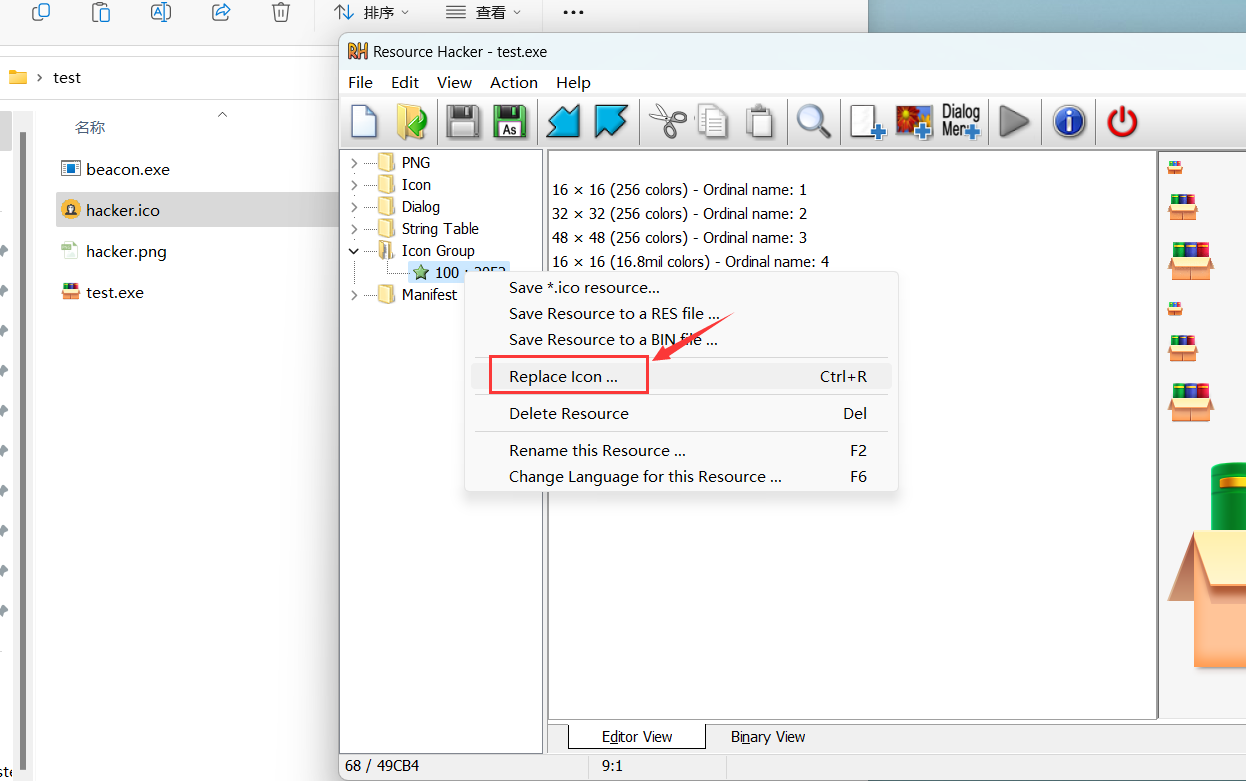 排序
查看
test
名称
beacon.exe
hacker.ico
hacker.png
test.exe
RH Resource Hacker - test.exe
File Edit View Action Help
As
Dialog
Menu
PNG
Icon
Dialog
String Table
Icon Group
100 :
Manifest
16 × 16 (256 colors) - Ordinal name: 1
32 × 32 (256 colors) - Ordinal name: 2
48 × 48 (256 colors) - Ordinal name: 3
16 × 16 (16.8mil colors) - Ordinal name: 4
Save *.ico resource...
Save Resource to a RES file ...
Save Resource to a BIN file ...
Replace Icon ... Ctrl+R
Delete Resource Del
Rename this Resource ... F2
Change Language for this Resource ... F6
Editor View Binary View
68 / 49CB4 9:1